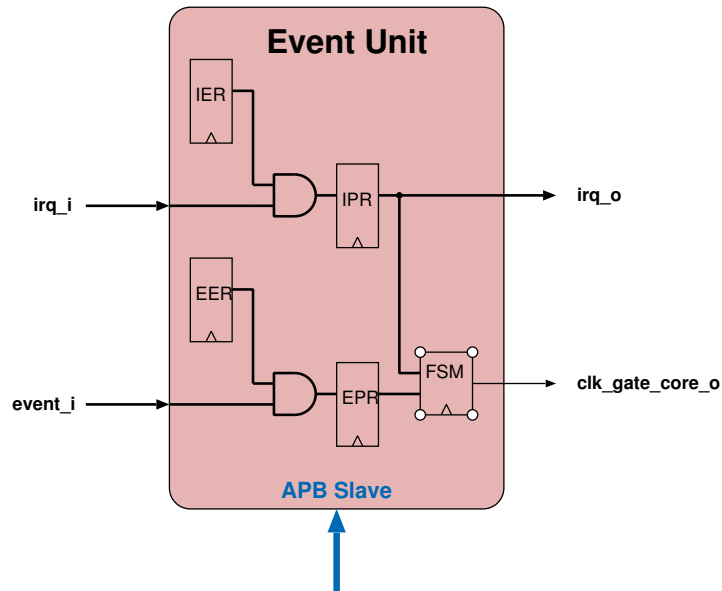 Event Unit
IER
IPR
irq_i
irq_o
EER
FSM
clk_gate_core_o
event_i
EPR
APB Slave